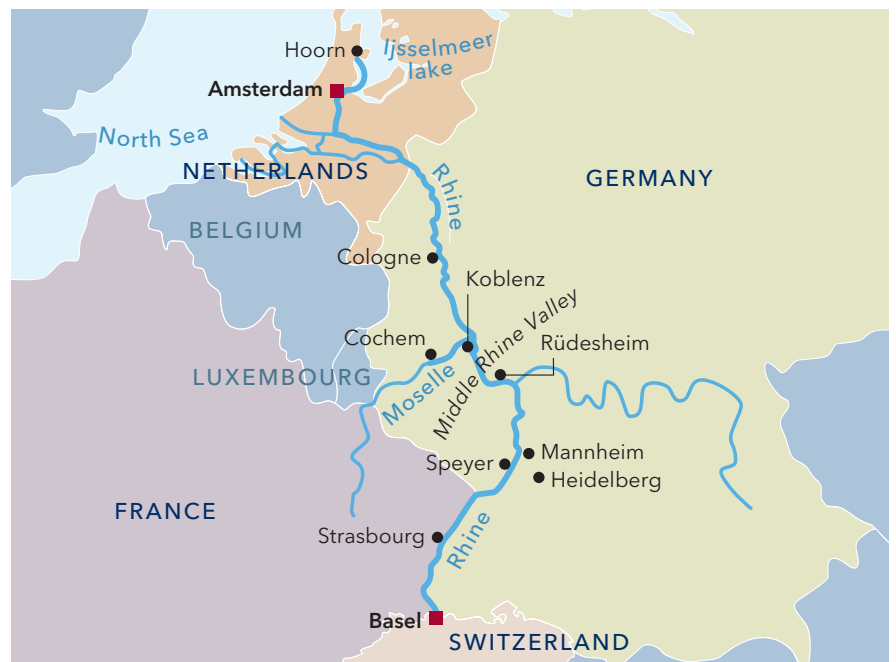 Hoorn
Ijsselmeer
lake
Amsterdam
North Sea
NETHERLANDS
Rhine
GERMANY
BELGIUM
Cologne
Koblenz
Middle Rhine Valley
Cochem
Rüdesheim
LUXEMBOURG
Moselle
Mannheim
Speyer
Heidelberg
FRANCE
Strasbourg
Rhine
Basel
SWITZERLAND